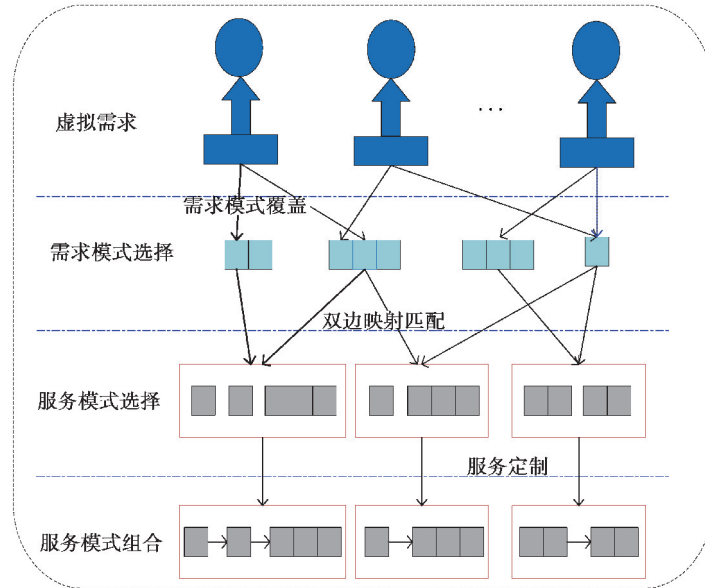 ...
虚拟需求
需求模式覆盖
需求模式选择
双边映射匹配
服务模式选择
服务定制
服务模式组合